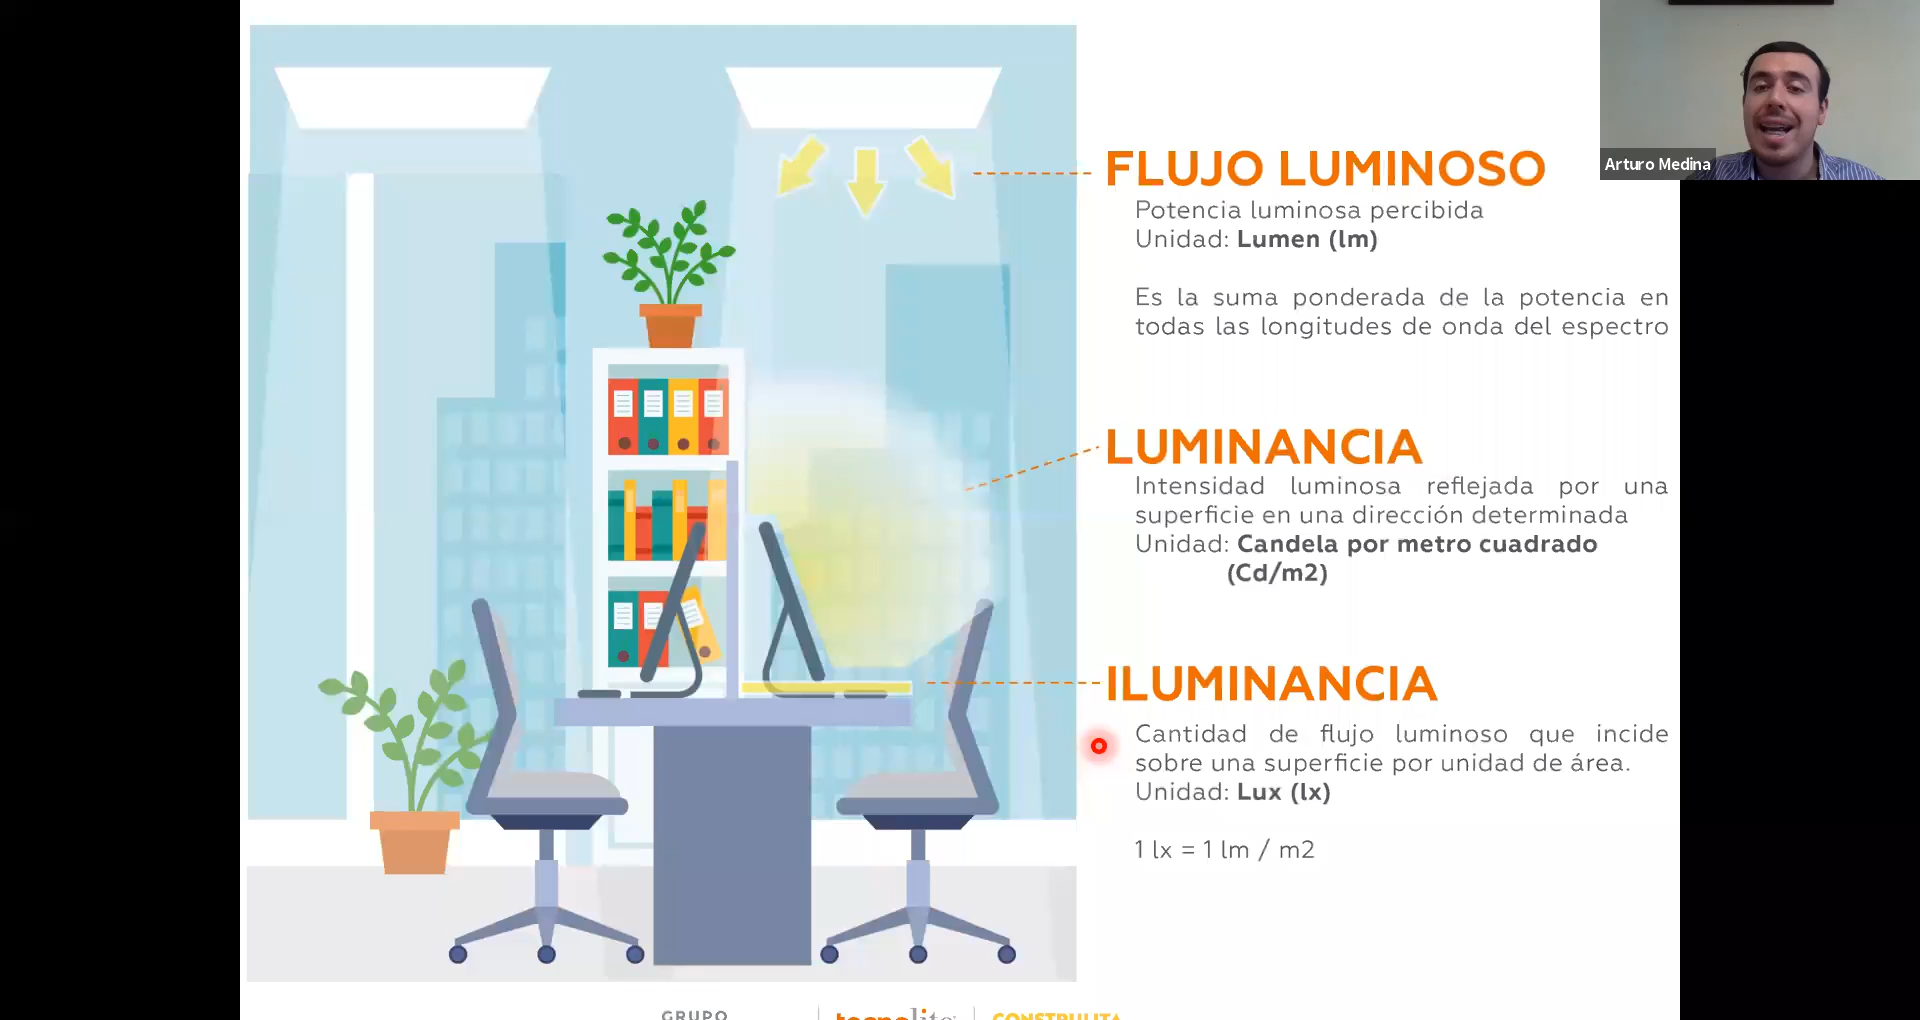 FLUJO LUMINOSO
Potencia luminosa percibida
Unidad: Lumen (lm)
Es la suma ponderada de la potencia en
todas las longitudes de onda del espectro
LUMINANCIA
Intensidad luminosa reflejada por una
superficie en una dirección determinada
Unidad: Candela por metro cuadrado
(Cd/m2)
ILUMINANCIA
Cantidad de flujo luminoso que incide
sobre una superficie por unidad de área.
Unidad: Lux (lx)
1 lx = 1 lm / m2
Arturo Medina
GRUPO
tecnolite
CONSTRULITA